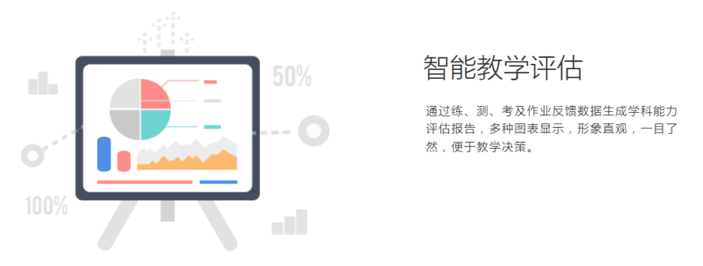 50%
100%
智能教学评估
通过练、测、考及作业反馈数据生成学科能力
评估报告，多种图表显示，形象直观，一目了
然，便于教学决策。